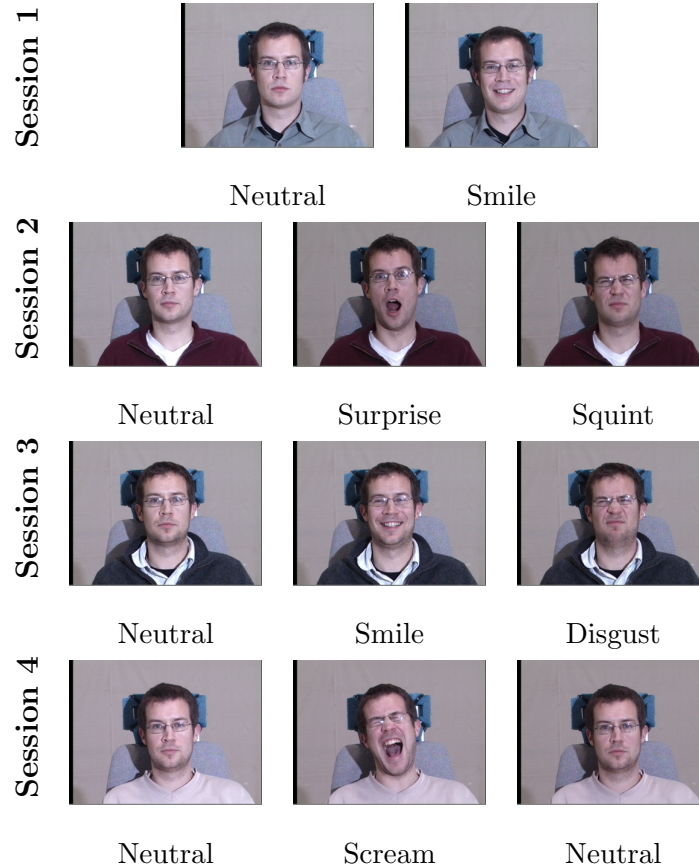 Session 1
Neutral Smile
Session 2
Neutral Surprise Squint
Session 3
Neutral Smile Disgust
Session 4
Neutral Scream Neutral